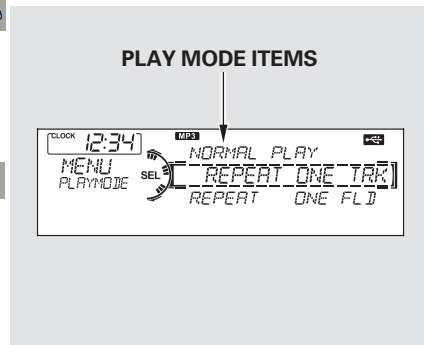 PLAY MODE ITEMS
CLOCK 12:34
MP3
NORMAL PLAY
MENU
PLAYMODE
SEL
REPEAT ONE TRK
REPEAT ONE FLD